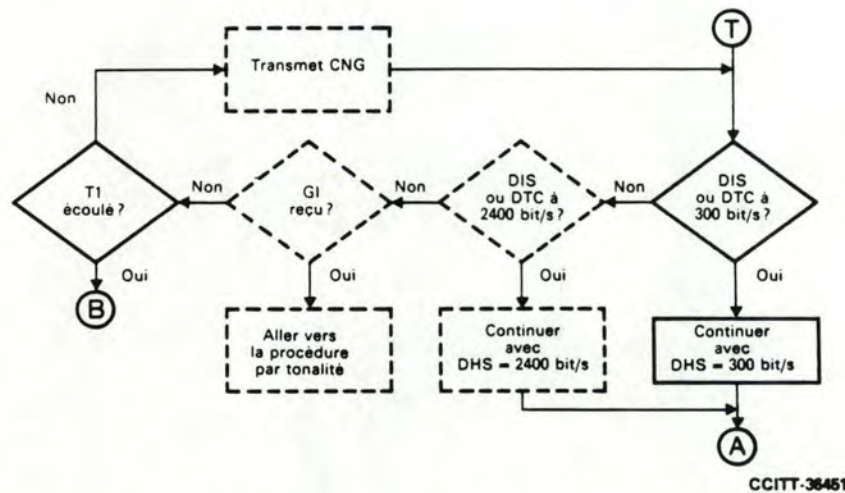 T
Transmet CNG
Non
T1
écoulé ?
Non
GI
reçu ?
Non
DIS
ou DTC à
2400 bit/s ?
Non
DIS
ou DTC à
300 bit/s ?
Oui
Oui
Oui
Oui
B
Aller vers
la procédure
par tonalité
Continuer
avec
DHS = 2400 bit/s
Continuer
avec
DHS = 300 bit/s
A
CCITT-36451